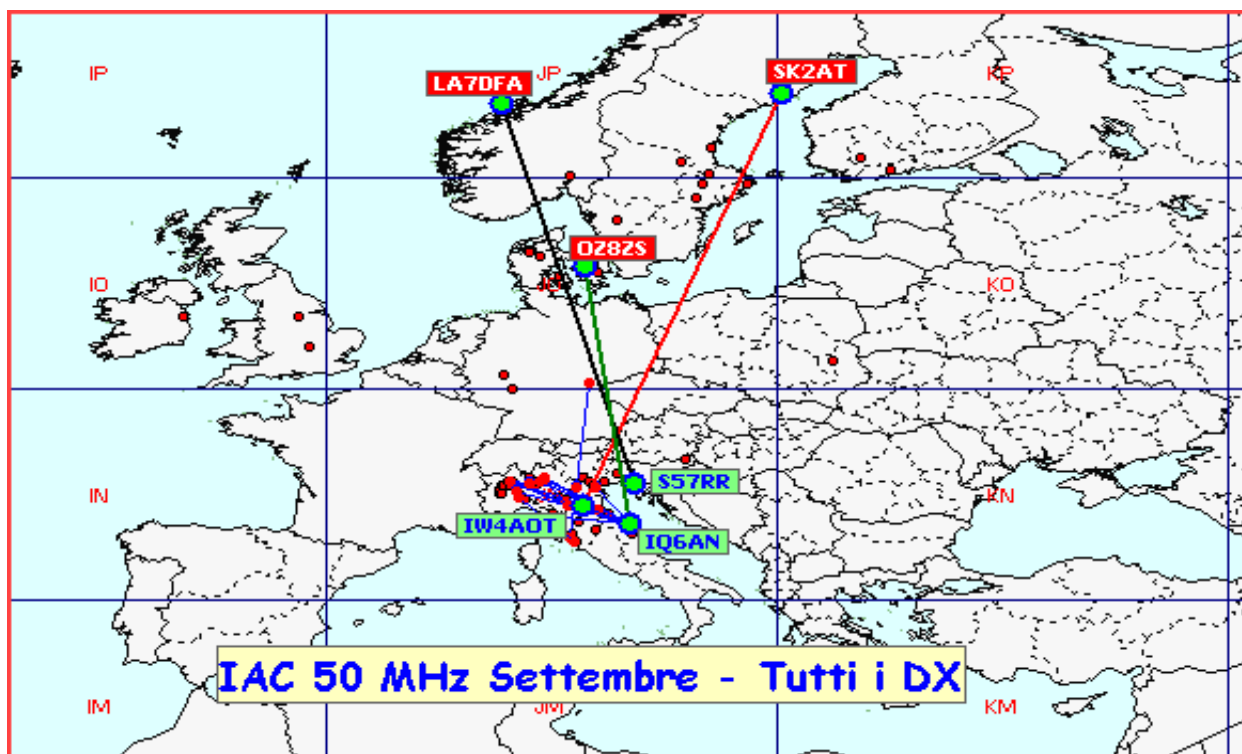 IP
JP
KP
LA7DFA
SK2AT
OZ8ZS
IO
JO
KO
S57RR
IN
KN
IW4AOT
IQ6AN
IAC 50 MHz Settembre - Tutti i DX
IM
JM
KM